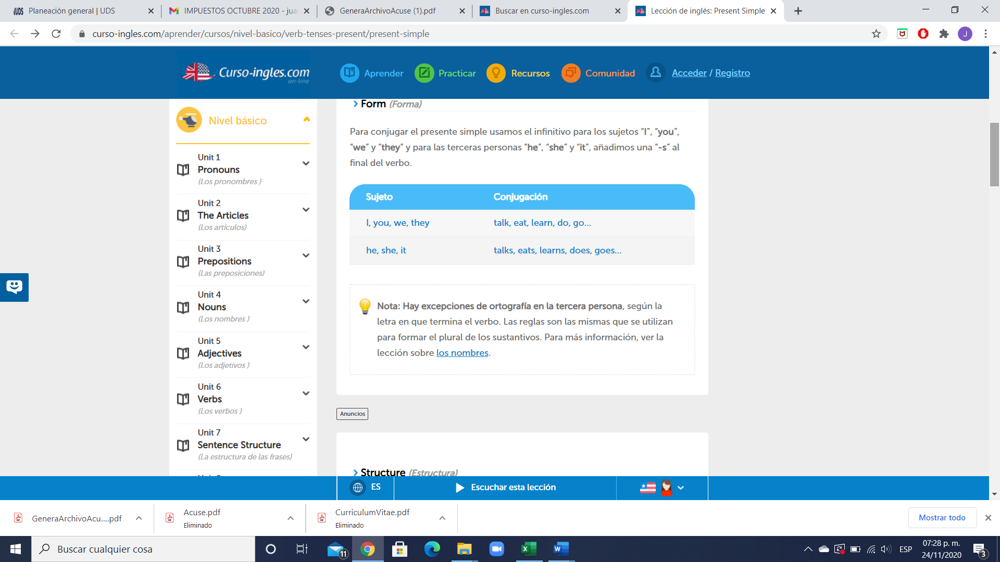 Planeación general | UDS
IMPUESTOS OCTUBRE 2020 - jua
GeneraArchivoAcuse (1).pdf
Buscar en curso-ingles.com
Lección de inglés: Present Simple
curso-ingles.com/aprender/cursos/nivel-basico/verb-tenses-present/present-simple
J
Curso-ingles.com
on-line
Aprender
Practicar
Recursos
Comunidad
Acceder / Registro
Nivel básico
Unit 1
Pronouns
(Los pronombres )
Unit 2
The Articles
(Los artículos)
Unit 3
Prepositions
(Las preposiciones)
Unit 4
Nouns
(Los nombres )
Unit 5
Adjectives
(Los adjetivos )
Unit 6
Verbs
(Los verbos )
Unit 7
Sentence Structure
(La estructura de las frases)
Form (Forma)
Para conjugar el presente simple usamos el infinitivo para los sujetos “I”, “you”,
“we” y “they” y para las terceras personas “he”, “she” y “it”, añadimos una “-s” al
final del verbo.
Sujeto Conjugación
I, you, we, they talk, eat, learn, do, go...
he, she, it talks, eats, learns, does, goes...
Nota: Hay excepciones de ortografía en la tercera persona, según la
letra en que termina el verbo. Las reglas son las mismas que se utilizan
para formar el plural de los sustantivos. Para más información, ver la
lección sobre los nombres.
Anuncios
Structure (Estructura)
ES
Escuchar esta lección
GeneraArchivoAcu....pdf
Acuse.pdf
Eliminado
CurriculumVitae.pdf
Eliminado
Mostrar todo
Buscar cualquier cosa
11
ESP
07:28 p. m.
24/11/2020
3